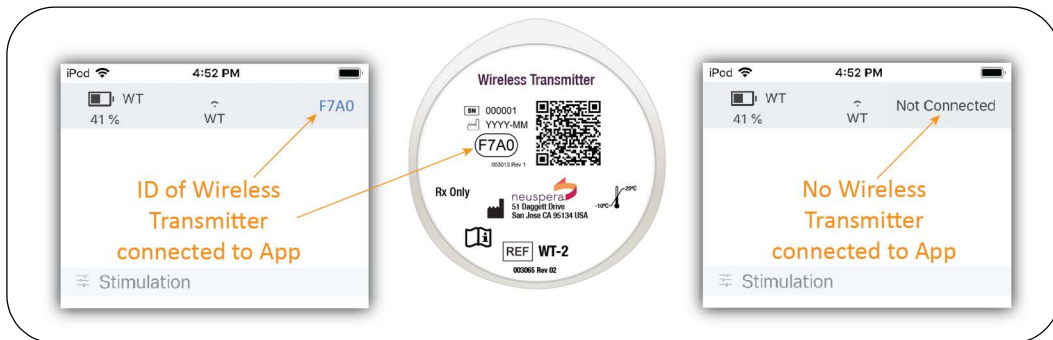 iPod 4:52 PM
WT
41 %
WT
F7A0
ID of Wireless
Transmitter
connected to App
Stimulation
Wireless Transmitter
SN 000001
YYYY-MM
F7A0
003013 Rev 1
Rx Only
neuspera
51 Daggett Drive
San Jose CA 95134 USA
-10°C
25°C
REF WT-2
003065 Rev 02
iPod 4:52 PM
WT
41 %
WT
Not Connected
No Wireless
Transmitter
connected to App
Stimulation